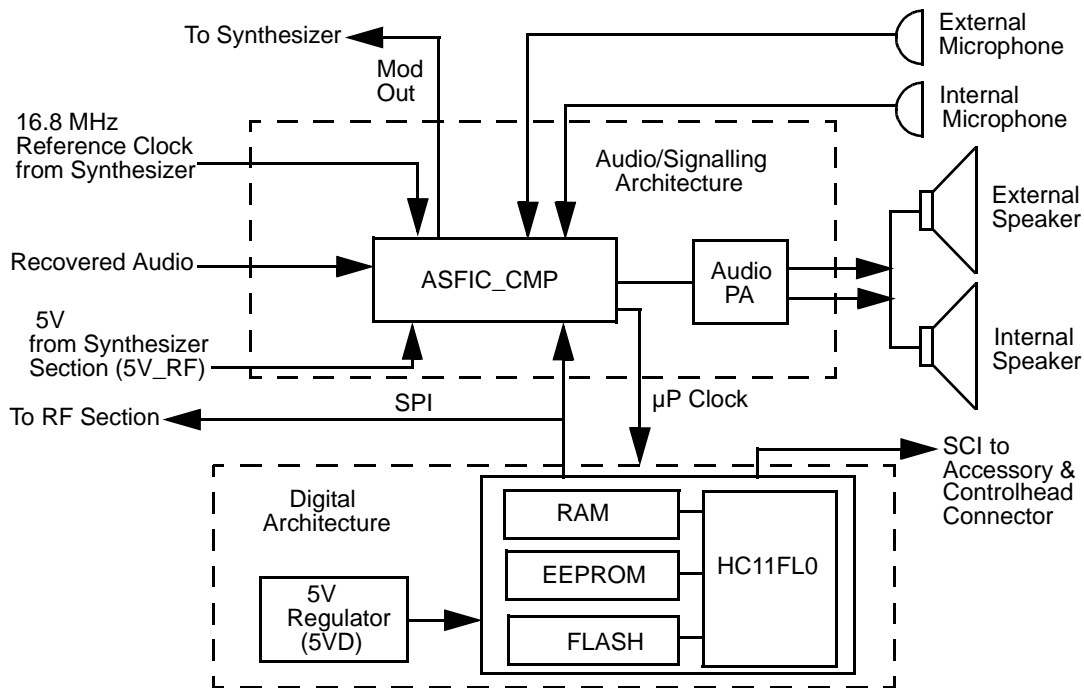 To Synthesizer
Mod
Out
External
Microphone
Internal
Microphone
16.8 MHz
Reference Clock
from Synthesizer
Audio/Signalling
Architecture
External
Speaker
Recovered Audio
ASFIC_CMP
Audio
PA
5V
from Synthesizer
Section (5V_RF)
Internal
Speaker
To RF Section
SPI
µP Clock
SCI to
Accessory &
Controlhead
Connector
Digital
Architecture
RAM
EEPROM
FLASH
HC11FL0
5V
Regulator
(5VD)